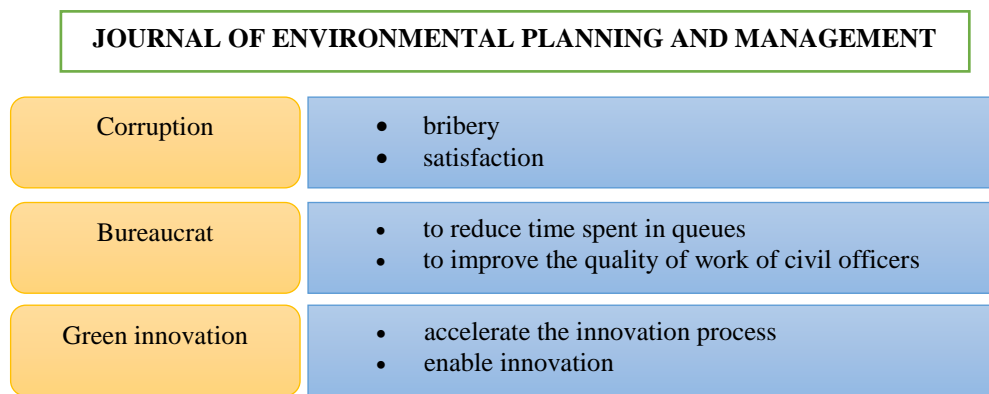 JOURNAL OF ENVIRONMENTAL PLANNING AND MANAGEMENT
Corruption
• bribery
• satisfaction
Bureaucrat
• to reduce time spent in queues
• to improve the quality of work of civil officers
Green innovation
• accelerate the innovation process
• enable innovation